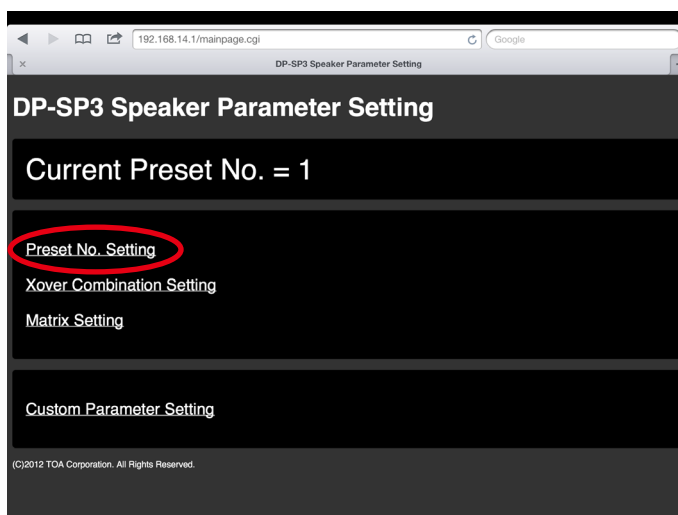 192.168.14.1/mainpage.cgi
Google
DP-SP3 Speaker Parameter Setting
DP-SP3 Speaker Parameter Setting
Current Preset No. = 1
Preset No. Setting
Xover Combination Setting
Matrix Setting
Custom Parameter Setting
(C)2012 TOA Corporation. All Rights Reserved.